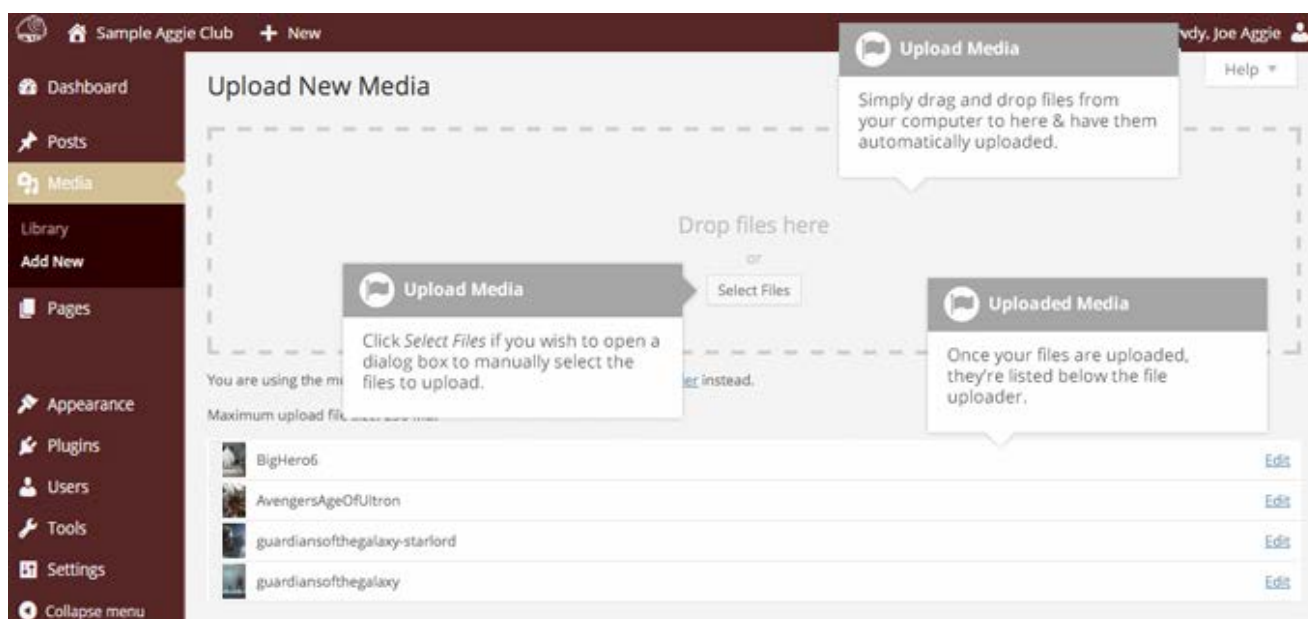 Sample Aggie Club + New
wdy, Joe Aggie
Help
Dashboard
Posts
Media
Library
Add New
Pages
Appearance
Plugins
Users
Tools
Settings
Collapse menu
Upload New Media
Upload Media
Simply drag and drop files from
your computer to here & have them
automatically uploaded.
Drop files here
or
Select Files
Upload Media
Click Select Files if you wish to open a
dialog box to manually select the
files to upload.
Uploaded Media
Once your files are uploaded,
they're listed below the file
uploader.
You are using the instead.
Maximum upload
BigHero6 Edit
AvengersAgeOfUltron Edit
guardiansofthegalaxy-starlord Edit
guardiansofthegalaxy Edit